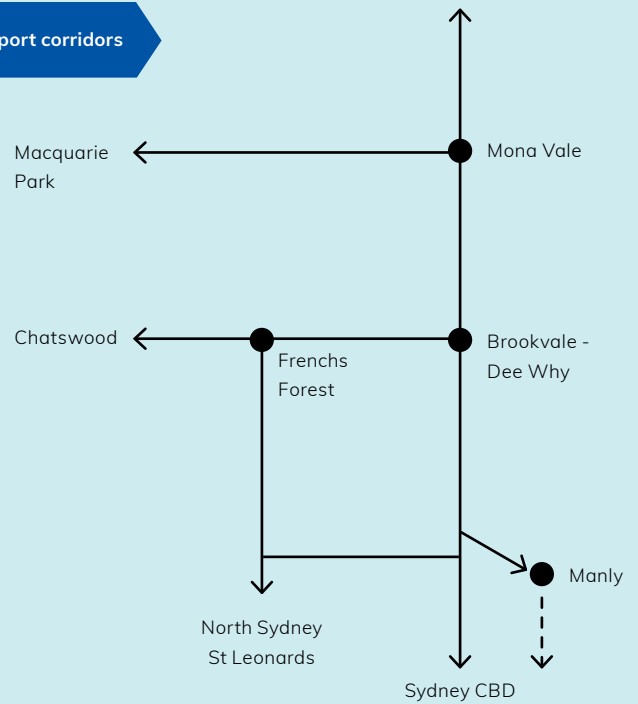 port corridors
Macquarie
Park
Mona Vale
Chatswood
Frenchs
Forest
Brookvale -
Dee Why
Manly
North Sydney
St Leonards
Sydney CBD